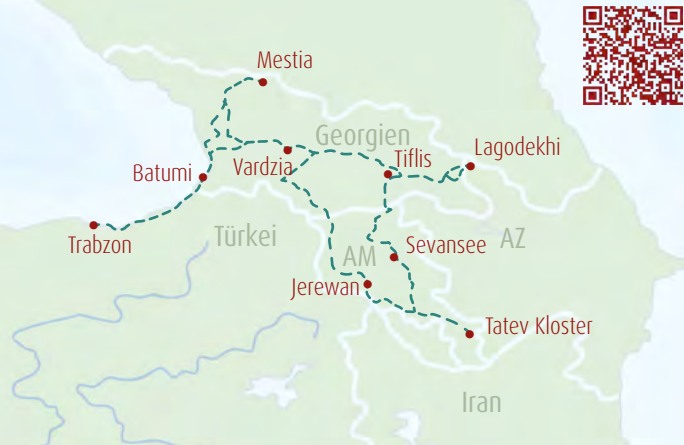 Mestia
Georgien
Lagodekhi
Tiflis
Vardzia
Batumi
Türkei
AZ
Trabzon
Sevansee
AM
Jerewan
Tatev Kloster
Iran